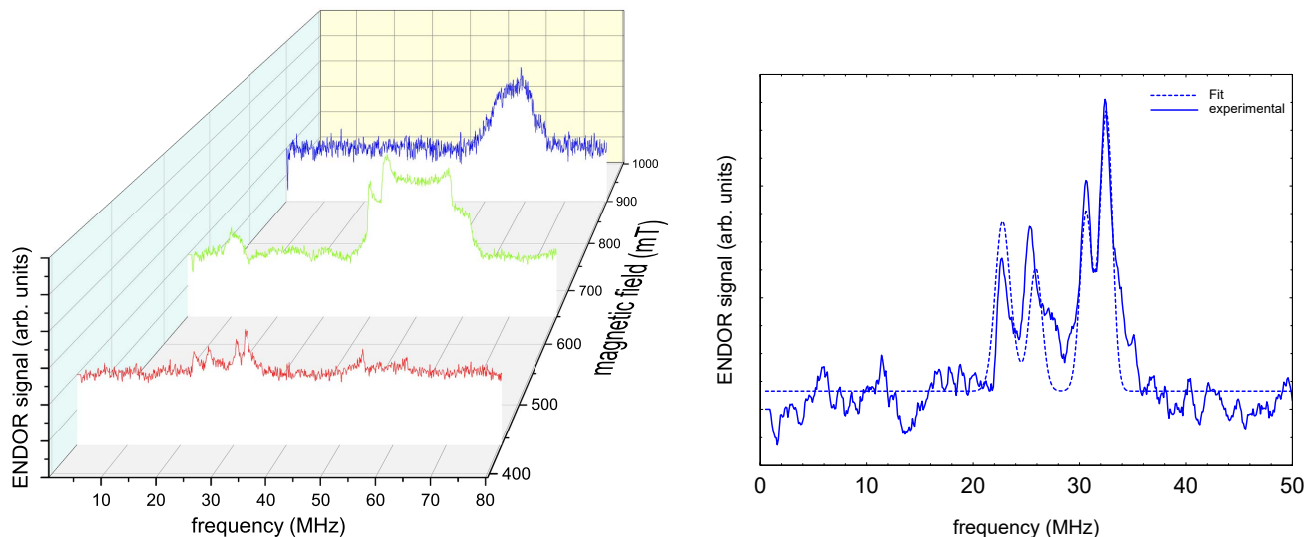 ENDOR signal (arb. units)
10 20 30 40 50 60 70 80
frequency (MHz)
400
500
600
700
800
900
1000
magnetic field (mT)
Fit
experimental
ENDOR signal (arb. units)
0 10 20 30 40 50
frequency (MHz)